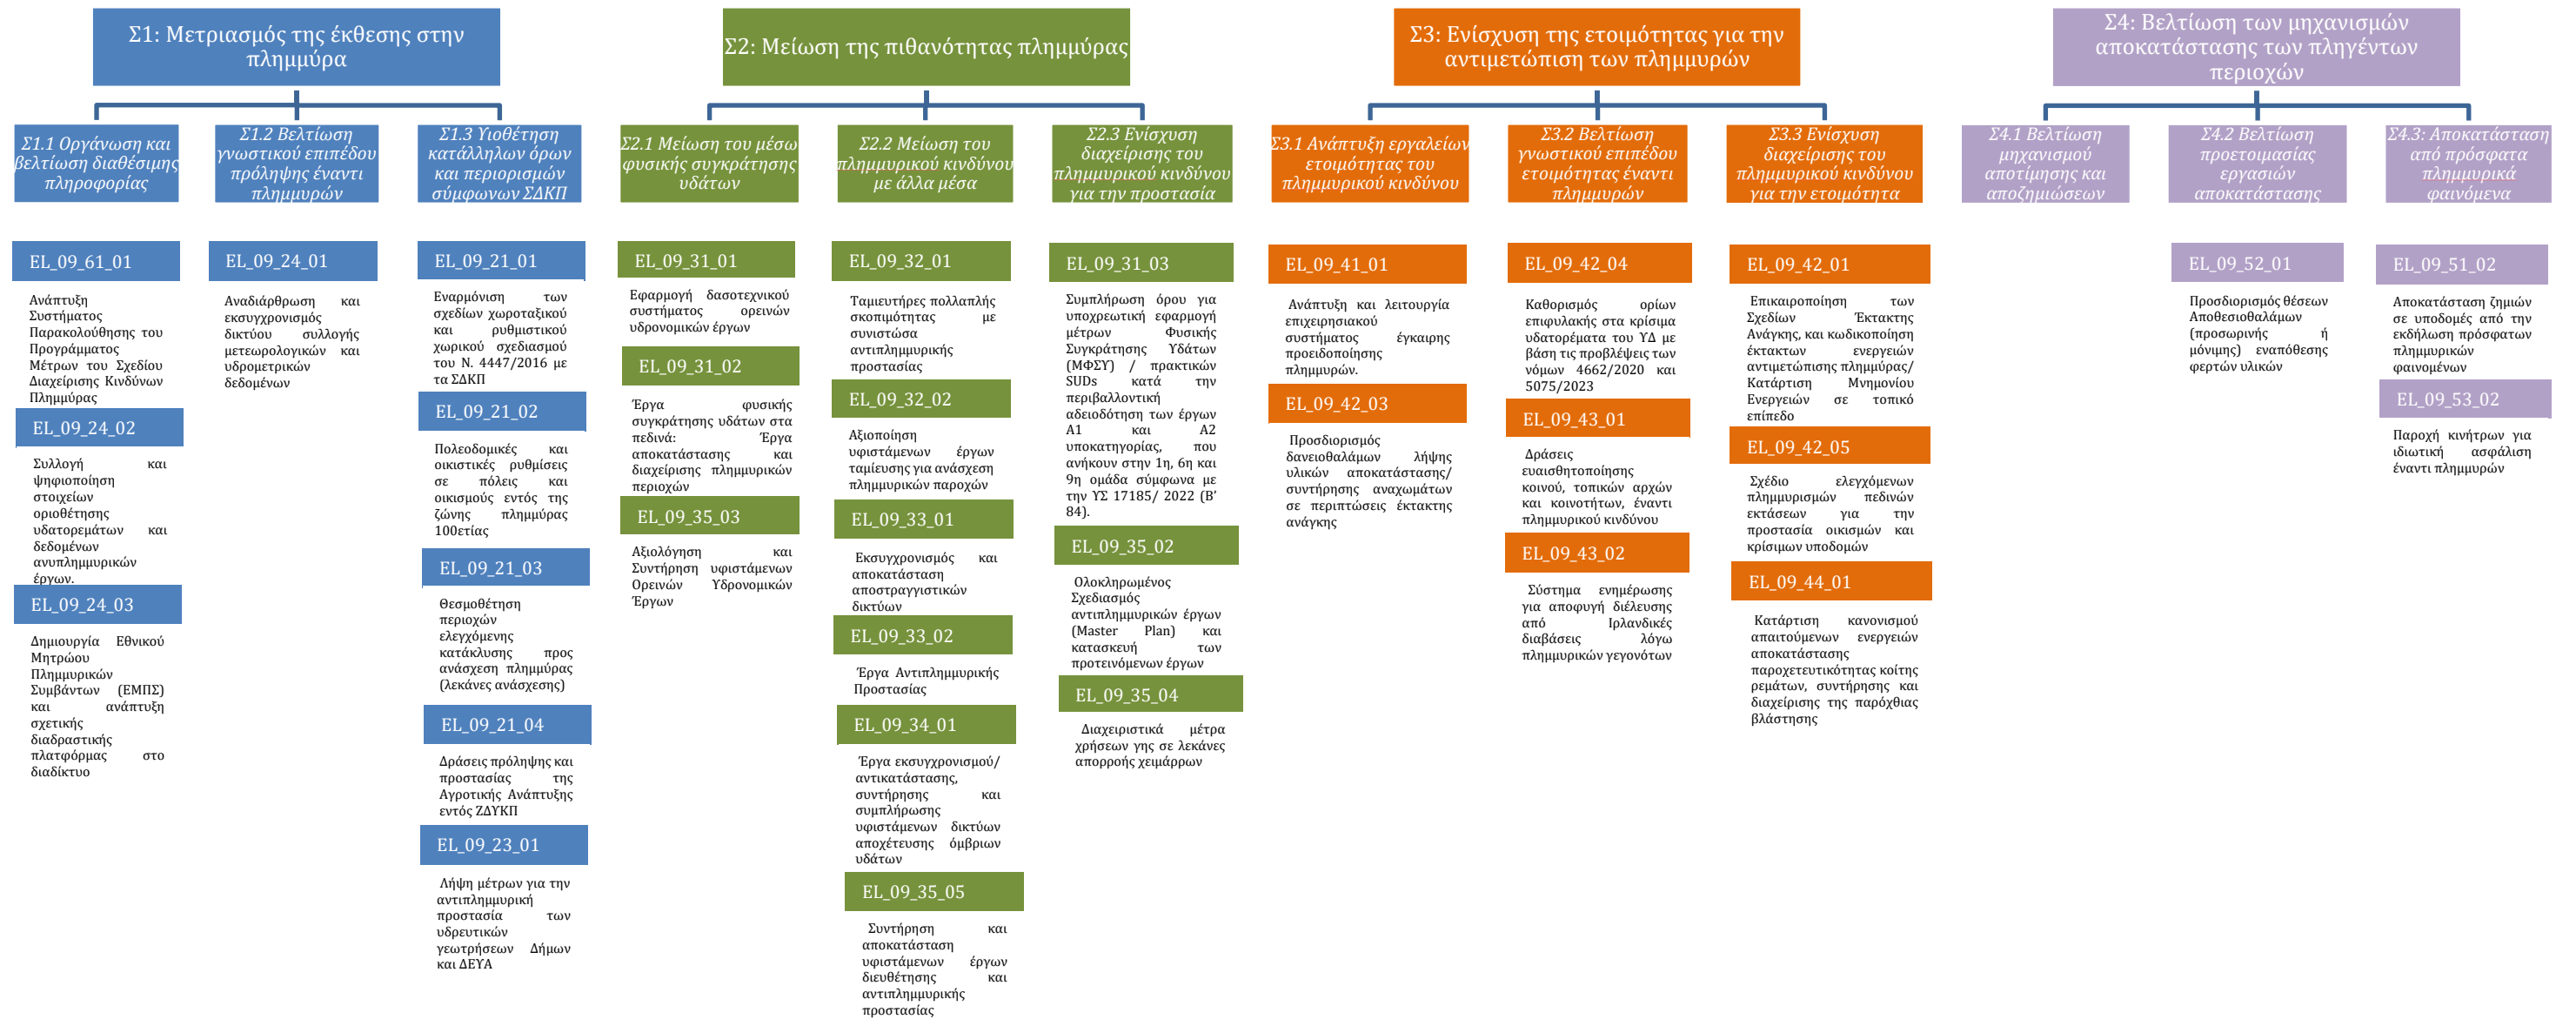 Σ1: Μετριασμός της έκθεσης στην
πλημμύρα
Σ2: Μείωση της πιθανότητας πλημμύρας
Σ3: Ενίσχυση της ετοιμότητας για την
αντιμετώπιση των πλημμυρών
Σ4: Βελτίωση των μηχανισμών
αποκατάστασης των πληγέντων
περιοχών
Σ1.1 Οργάνωση και
βελτίωση διαθέσιμης
πληροφορίας
Σ1.2 Βελτίωση
γνωστικού επιπέδου
πρόληψης έναντι
πλημμυρών
Σ1.3 Υιοθέτηση
κατάλληλων όρων
και περιορισμών
σύμφωνων ΣΔΚΠ
Σ2.1 Μείωση του μέσω
φυσικής συγκράτησης
υδάτων
Σ2.2 Μείωση του
πλημμυρικού κινδύνου
με άλλα μέσα
Σ2.3 Ενίσχυση
διαχείρισης του
πλημμυρικού κινδύνου
για την προστασία
Σ3.1 Ανάπτυξη εργαλείων
ετοιμότητας του
πλημμυρικού κινδύνου
Σ3.2 Βελτίωση
γνωστικού επιπέδου
ετοιμότητας έναντι
πλημμυρών
Σ3.3 Ενίσχυση
διαχείρισης του
πλημμυρικού κινδύνου
για την ετοιμότητα
Σ4.1 Βελτίωση
μηχανισμού
αποτίμησης και
αποζημιώσεων
Σ4.2 Βελτίωση
προετοιμασίας
εργασιών
αποκατάστασης
Σ4.3: Αποκατάσταση
από πρόσφατα
πλημμυρικά
φαινόμενα
EL_09_61_01
Ανάπτυξη
Συστήματος
Παρακολούθησης του
Προγράμματος
Μέτρων του Σχεδίου
Διαχείρισης Κινδύνων
Πλημμύρας
EL_09_24_02
Συλλογή και
ψηφιοποίηση
στοιχείων
οριοθέτησης
υδατορεμάτων και
δεδομένων
ανυπλημμυρικών
έργων.
EL_09_24_03
Δημιουργία Εθνικού
Μητρώου
Πλημμυρικών
Συμβάντων (ΕΜΠΣ)
και ανάπτυξη
σχετικής
διαδραστικής
πλατφόρμας στο
διαδίκτυο
EL_09_24_01
Αναδιάρθρωση και
εκσυγχρονισμός
δικτύου συλλογής
μετεωρολογικών και
υδρομετρικών
δεδομένων
EL_09_21_01
Εναρμόνιση των
σχεδίων χωροταξικού
και ρυθμιστικού
χωρικού σχεδιασμού
του Ν. 4447/2016 με
τα ΣΔΚΠ
EL_09_21_02
Πολεοδομικές και
οικιστικές ρυθμίσεις
σε πόλεις και
οικισμούς εντός της
ζώνης πλημμύρας
100ετίας
EL_09_21_03
Θεσμοθέτηση
περιοχών
ελεγχόμενης
κατάκλυσης προς
ανάσχεση πλημμύρας
(λεκάνες ανάσχεσης)
EL_09_21_04
Δράσεις πρόληψης και
προστασίας της
Αγροτικής Ανάπτυξης
εντός ΖΔΥΚΠ
EL_09_23_01
Λήψη μέτρων για την
αντιπλημμυρική
προστασία των
υδρευτικών
γεωτρήσεων Δήμων
και ΔΕΥΑ
EL_09_31_01
Εφαρμογή δασοτεχνικού
συστήματος ορεινών
υδρονομικών έργων
EL_09_31_02
Έργα φυσικής
συγκράτησης υδάτων στα
πεδινά: Έργα
αποκατάστασης και
διαχείρισης πλημμυρικών
περιοχών
EL_09_35_03
Αξιολόγηση και
Συντήρηση υφιστάμενων
Ορεινών Υδρονομικών
Έργων
EL_09_32_01
Ταμιευτήρες πολλαπλής
σκοπιμότητας με
συνιστώσα
αντιπλημμυρικής
προστασίας
EL_09_32_02
Αξιοποίηση
υφιστάμενων έργων
ταμίευσης για ανάσχεση
πλημμυρικών παροχών
EL_09_33_01
Εκσυγχρονισμός και
αποκατάσταση
αποστραγγιστικών
δικτύων
EL_09_33_02
Έργα Αντιπλημμυρικής
Προστασίας
EL_09_34_01
Έργα εκσυγχρονισμού/
αντικατάστασης,
συντήρησης και
συμπλήρωσης
υφιστάμενων δικτύων
αποχέτευσης όμβριων
υδάτων
EL_09_35_05
Συντήρηση και
αποκατάσταση
υφιστάμενων έργων
διευθέτησης και
αντιπλημμυρικής
προστασίας
EL_09_31_03
Συμπλήρωση όρου για
υποχρεωτική εφαρμογή
μέτρων Φυσικής
Συγκράτησης Υδάτων
(ΜΦΣΥ) / πρακτικών
SUDs κατά την
περιβαλλοντική
αδειοδότηση των έργων
Α1 και Α2
υποκατηγορίας, που
ανήκουν στην 1η, 6η και
9η ομάδα σύμφωνα με
την ΥΣ 17185/ 2022 (Β’
84).
EL_09_35_02
Ολοκληρωμένος
Σχεδιασμός
αντιπλημμυρικών έργων
(Master Plan) και
κατασκευή των
προτεινόμενων έργων
EL_09_35_04
Διαχειριστικά μέτρα
χρήσεων γης σε λεκάνες
απορροής χειμάρρων
EL_09_41_01
Ανάπτυξη και λειτουργία
επιχειρησιακού
συστήματος έγκαιρης
προειδοποίησης
πλημμυρών.
EL_09_42_03
Προσδιορισμός
δανειοθαλάμων λήψης
υλικών αποκατάστασης/
συντήρησης αναχωμάτων
σε περιπτώσεις έκτακτης
ανάγκης
EL_09_42_04
Καθορισμός ορίων
επιφυλακής στα κρίσιμα
υδατορέματα του ΥΔ με
βάση τις προβλέψεις των
νόμων 4662/2020 και
5075/2023
EL_09_43_01
Δράσεις
ευαισθητοποίησης
κοινού, τοπικών αρχών
και κοινοτήτων, έναντι
πλημμυρικού κινδύνου
EL_09_43_02
Σύστημα ενημέρωσης
για αποφυγή διέλευσης
από Ιρλανδικές
διαβάσεις λόγω
πλημμυρικών γεγονότων
EL_09_42_01
Επικαιροποίηση των
Σχεδίων Έκτακτης
Ανάγκης, και κωδικοποίηση
έκτακτων ενεργειών
αντιμετώπισης πλημμύρας/
Κατάρτιση Μνημονίου
Ενεργειών σε τοπικό
επίπεδο
EL_09_42_05
Σχέδιο ελεγχόμενων
πλημμυρισμών πεδινών
εκτάσεων για την
προστασία οικισμών και
κρίσιμων υποδομών
EL_09_44_01
Κατάρτιση κανονισμού
απαιτούμενων ενεργειών
αποκατάστασης
παροχετευτικότητας κοίτης
ρεμάτων, συντήρησης και
διαχείρισης της παρόχθιας
βλάστησης
EL_09_52_01
Προσδιορισμός θέσεων
Αποθεσιοθαλάμων
(προσωρινής ή
μόνιμης) εναπόθεσης
φερτών υλικών
EL_09_51_02
Αποκατάσταση ζημιών
σε υποδομές από την
εκδήλωση πρόσφατων
πλημμυρικών
φαινομένων
EL_09_53_02
Παροχή κινήτρων για
ιδιωτική ασφάλιση
έναντι πλημμυρών